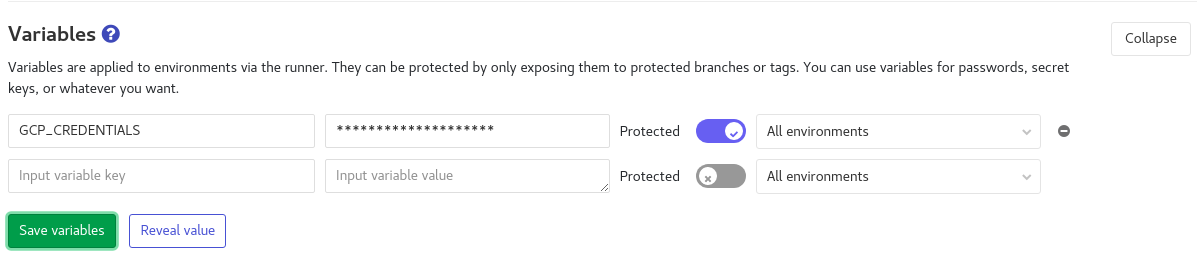 Variables ?
Collapse
Variables are applied to environments via the runner. They can be protected by only exposing them to protected branches or tags. You can use variables for passwords, secret
keys, or whatever you want.
GCP_CREDENTIALS ******************** Protected All environments
Input variable key Input variable value Protected All environments
Save variables Reveal value